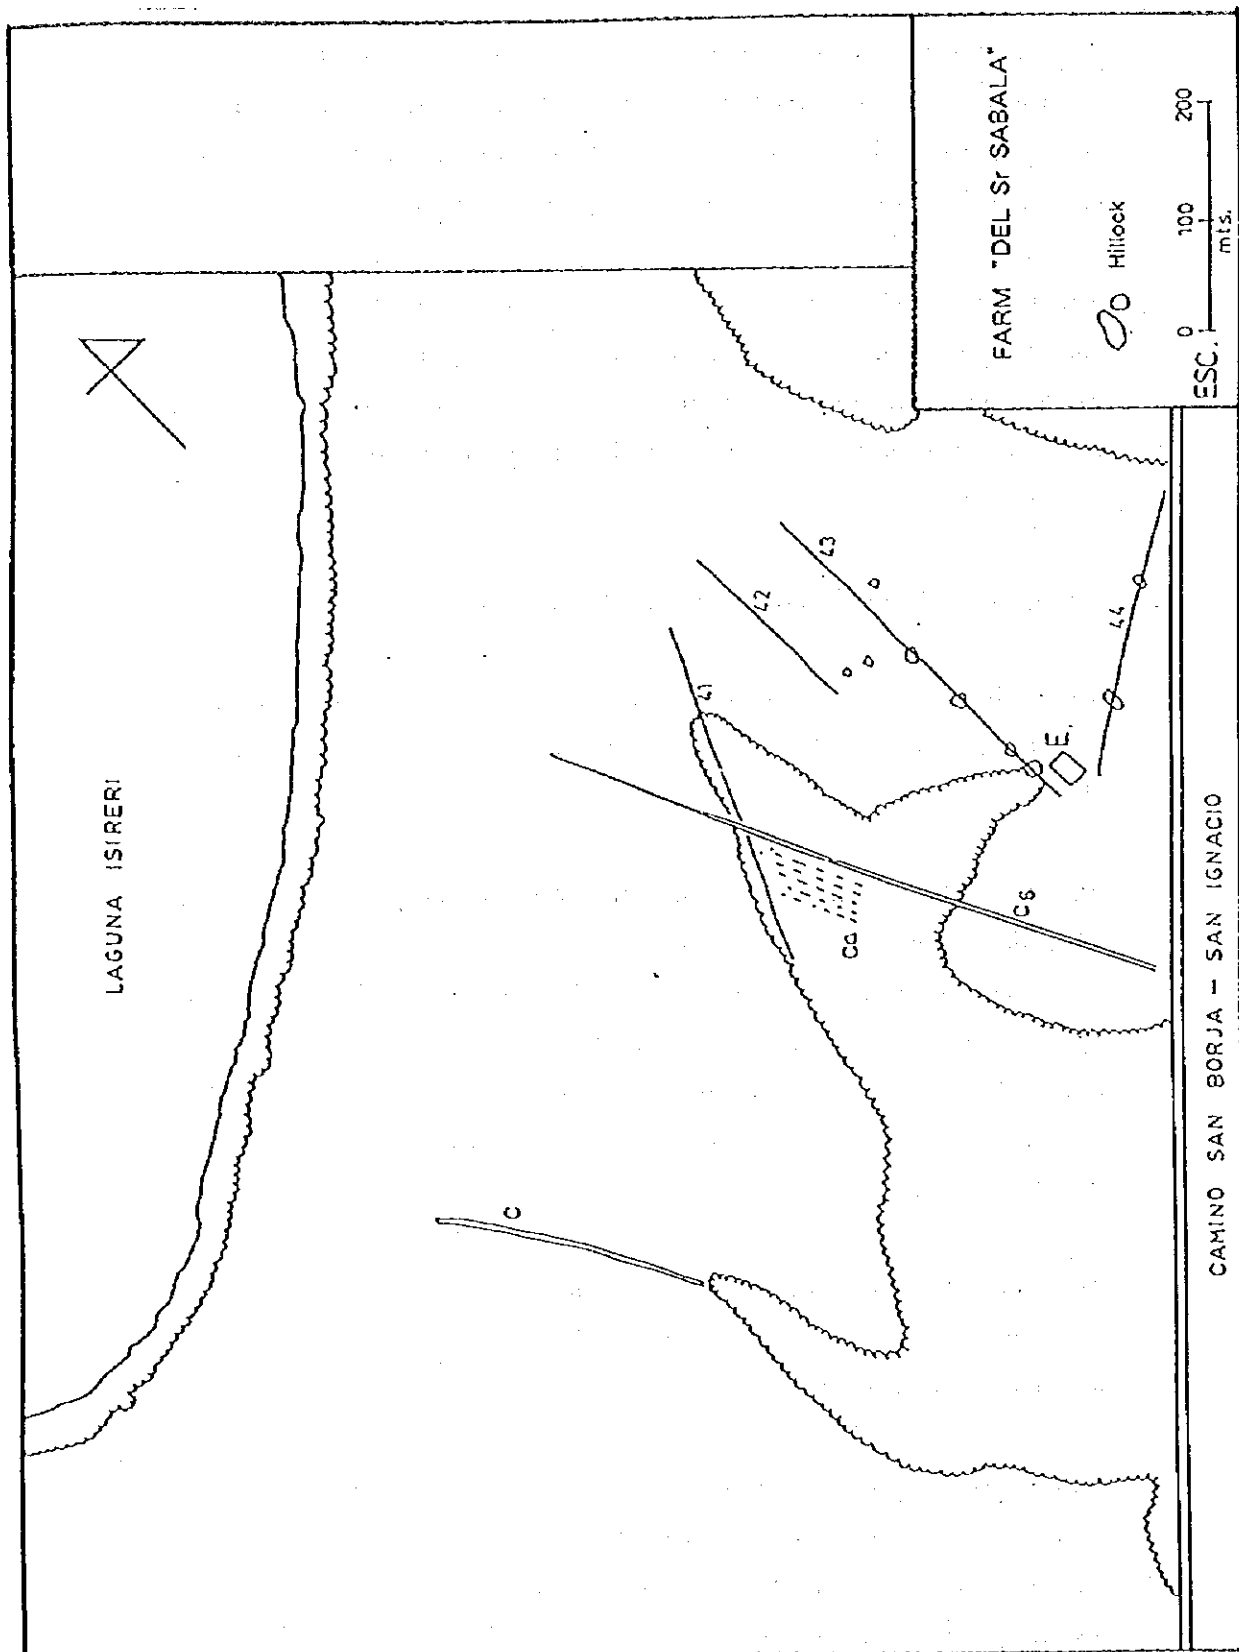 LAGUNA ISIRERI
C
41
42
43
Ca
Cs
E.
44
CAMINO SAN BORJA — SAN IGNACIO
FARM "DEL Sr SABALA"
Hillock
ESC.
0 100 200
mts.